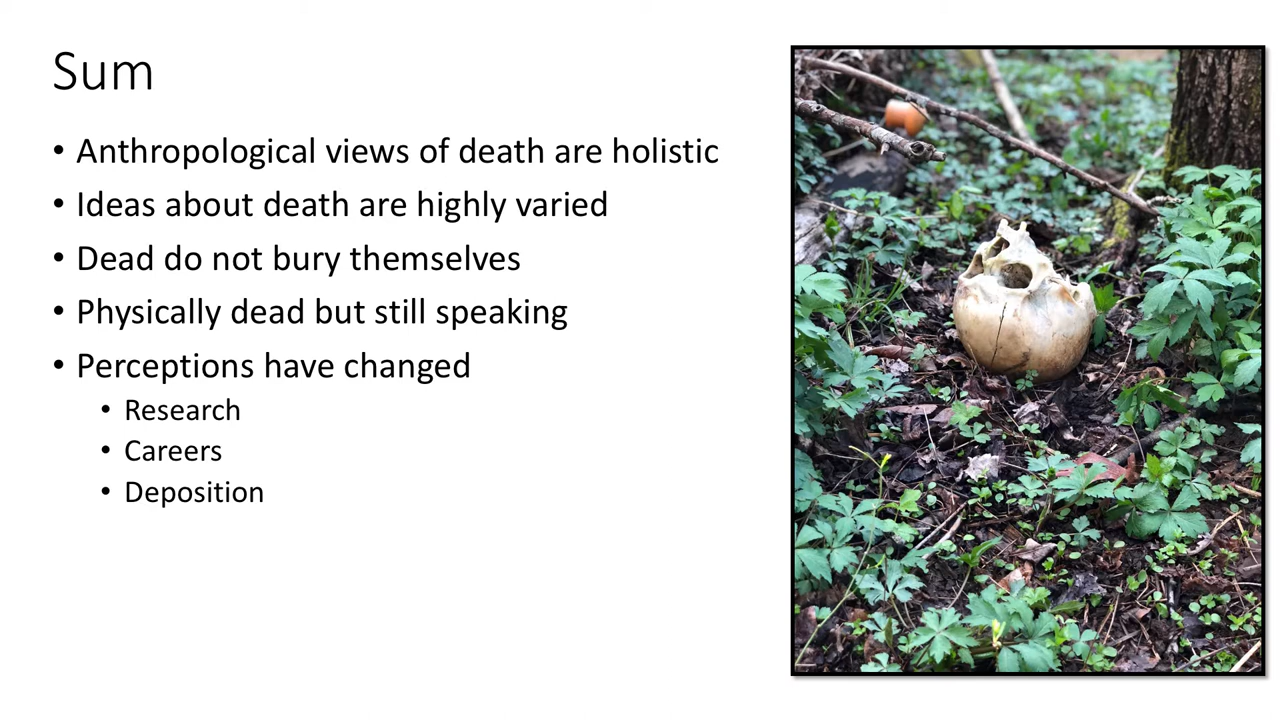 Sum
• Anthropological views of death are holistic
• Ideas about death are highly varied
• Dead do not bury themselves
• Physically dead but still speaking
• Perceptions have changed
• Research
• Careers
• Deposition